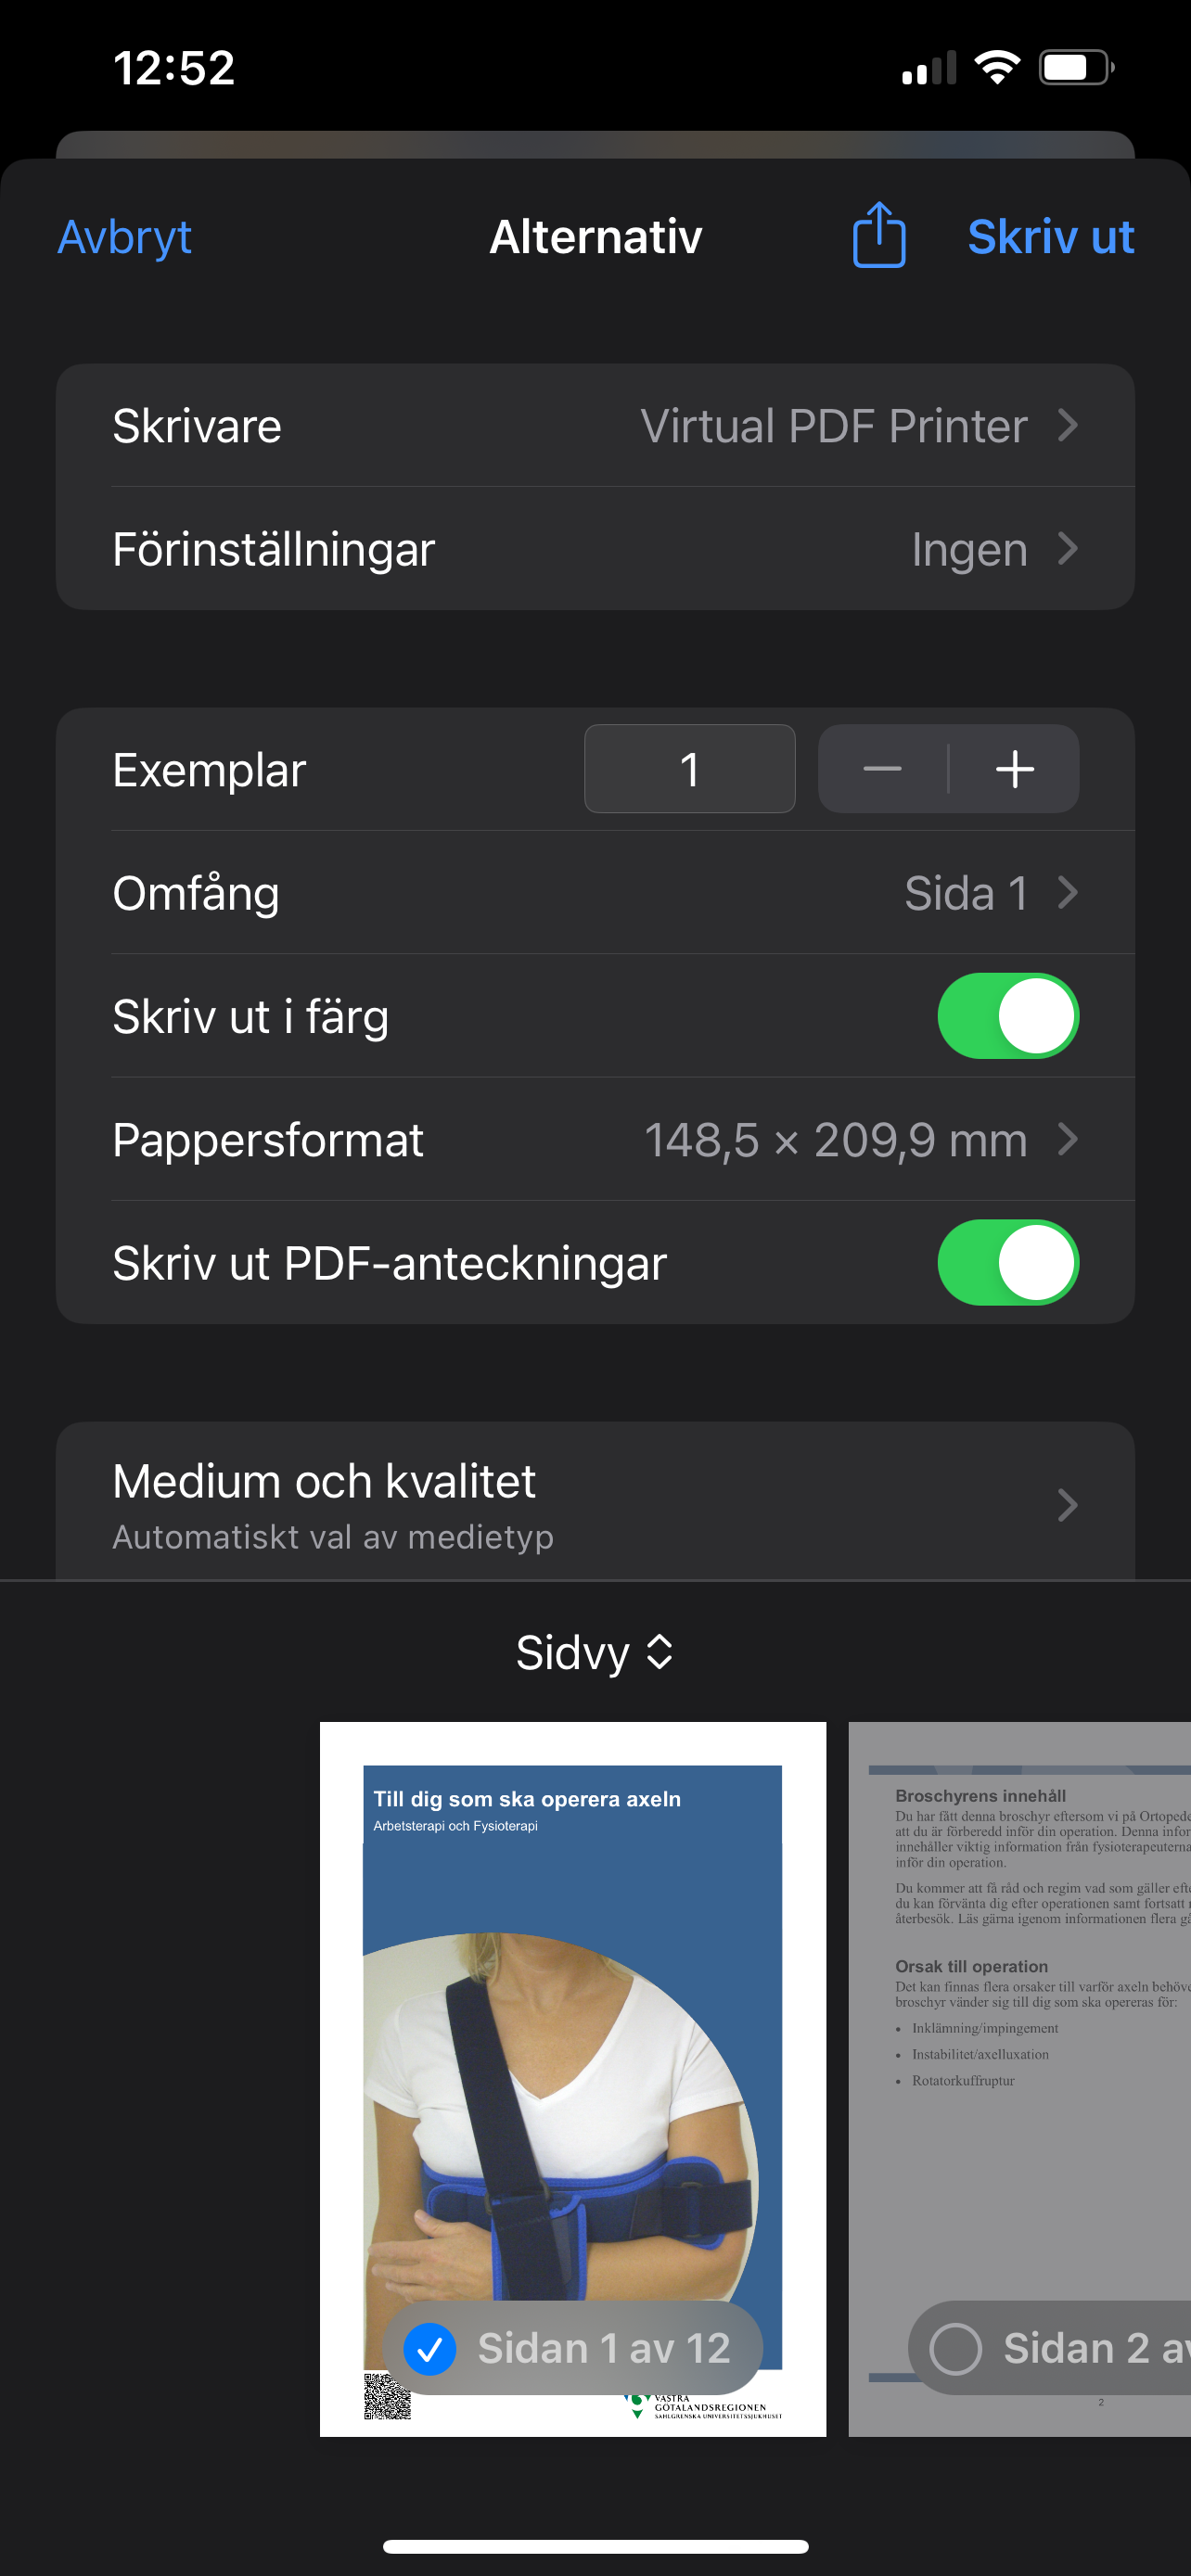 12:52
Avbryt
Alternativ
Skriv ut
Skrivare
Virtual PDF Printer
Förinställningar
Ingen
Exemplar
1
Omfång
Sida 1
Skriv ut i färg
Pappersformat
148,5 × 209,9 mm
Skriv ut PDF-anteckningar
Medium och kvalitet
Automatiskt val av medietyp
Sidvy
Till dig som ska operera axeln
Arbetsterapi och Fysioterapi
Sidan 1 av 12
VÄSTRA
GÖTALANDSREGIONEN
SAHLGRENSKA UNIVERSITETSSJUKHUSET
Broschyrens innehåll
Du har fått denna broschyr eftersom vi på Ortoped
att du är förberedd inför din operation. Denna infor
innehåller viktig information från fysioterapeuterna
inför din operation.
Du kommer att få råd och regim vad som gäller eft
du kan förvänta dig efter operationen samt fortsatt
återbesök. Läs gärna igenom informationen flera g
Orsak till operation
Det kan finnas flera orsaker till varför axeln behöv
broschyr vänder sig till dig som ska opereras för:
• Inklämning/impingement
• Instabilitet/axelluxation
• Rotatorkuffruptur
Sidan 2 av
2